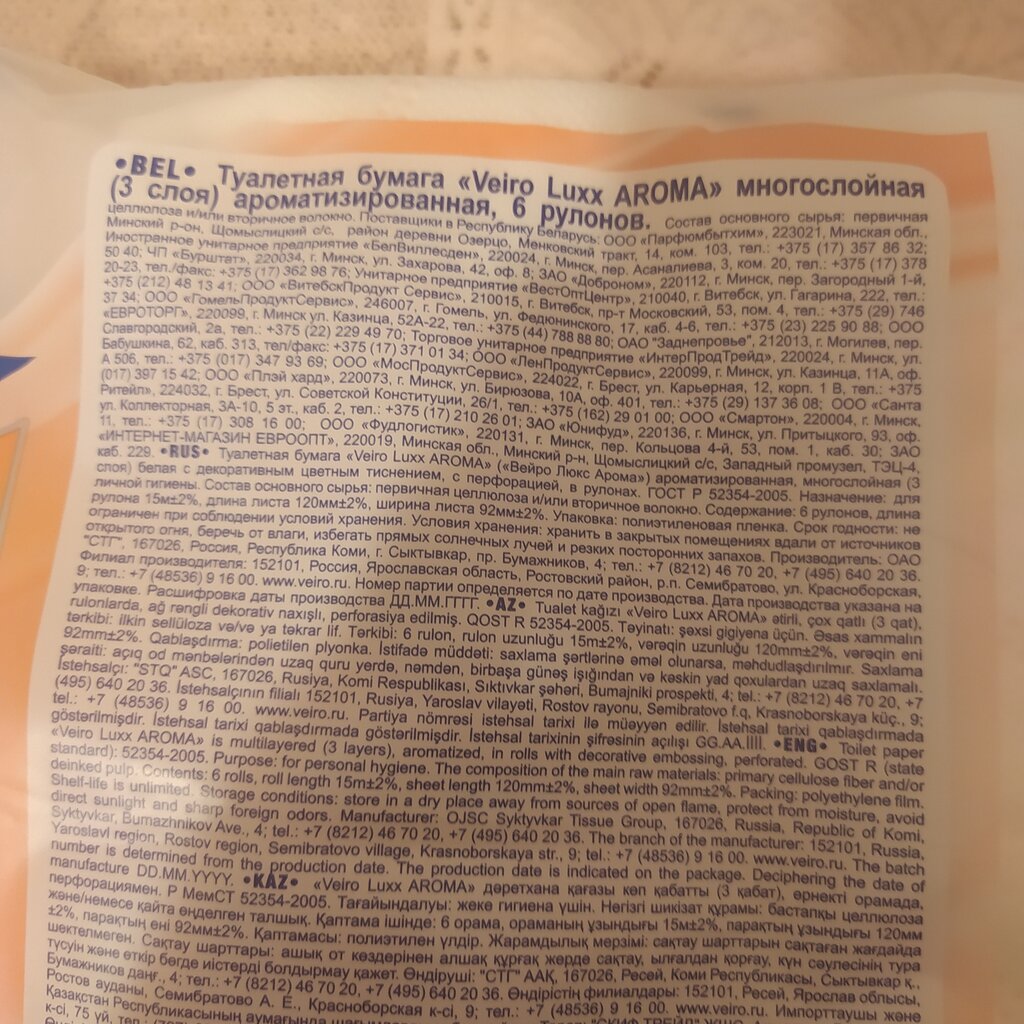 •BEL• Туалетная бумага «Veiro Luxx AROMA» многослойная
(3 слоя) ароматизированная, 6 рулонов. Состав основного сырья: первичная
целлюлоза и/или вторичное волокно. Поставщики в Республику Беларусь: ООО «Парфюмбытхим», 223021, Минская обл.,
Минский р-он, Щомыслицкий с/с, район деревни Озерцо, Менковский тракт, 14, ком. 103, тел.: +375 (17) 357 86 32;
Иностранное унитарное предприятие «БелВиллесден», 220024, г. Минск, пер. Асаналиева, 3, ком. 20, тел.: +375 (17) 378
50 40; ЧП «Бурштат», 220034, г. Минск, ул. Захарова, 42, оф. 8; ЗАО «Доброном», 220112, г. Минск, пер. Загородный 1-й,
20-23, тел./факс: +375 (17) 362 98 76; Унитарное предприятие «ВестОптЦентр», 210040, г. Витебск, ул. Гагарина, 222, тел.:
+375 (212) 48 13 41; ООО «ВитебскПродукт Сервис», 210015, г. Витебск, пр-т Московский, 53, пом. 4, тел.: +375 (29) 746
37 34; ООО «ГомельПродуктСервис», 246007, г. Гомель, ул. Федюнинского, 17, каб. 4-6, тел.: +375 (23) 225 90 88; ООО
«ЕВРОТОРГ», 220099, г. Минск ул. Казинца, 52А-22, тел.: +375 (44) 788 88 80; ОАО "Заднепровье", 212013, г. Могилев, пер.
Славгородский, 2а, тел.: +375 (22) 229 49 70; Торговое унитарное предприятие «ИнтерПродТрейд», 220024, г. Минск, ул.
Бабушкина, 62, каб. 313, тел/факс: +375 (17) 371 01 34; ООО «ЛенПродуктСервис», 220099, г. Минск, ул. Казинца, 11А, оф.
А 506, тел.: +375 (017) 347 93 69; ООО «МосПродуктСервис», 224022, г. Брест, ул. Карьерная, 12, корп. 1 В, тел.: +375
(017) 397 15 42; ООО «Плэй хард», 220073, г. Минск, ул. Бирюзова, 10А, оф. 401, тел.: +375 (29) 137 36 08; ООО «Санта
Ритейл», 224032, г. Брест, ул. Советской Конституции, 26/1, тел.: +375 (162) 29 01 00; ООО «Смартон», 220004, г. Минск,
ул. Коллекторная, 3А-10, 5 эт., каб. 2, тел.: +375 (17) 210 26 01; ЗАО «Юнифуд», 220136, г. Минск, ул. Притыцкого, 93, оф.
11, тел.: +375 (17) 308 16 00; ООО «Фудлогистик», 220131, г. Минск, пер. Кольцова 4-й, 53, пом. 1, каб. 30; ЗАО
«ИНТЕРНЕТ-МАГАЗИН ЕВРООПТ», 220019, Минская обл., Минский р-н, Щомыслицкий с/с, Западный промузел, ТЭЦ-4,
каб. 229. •RUS• Туалетная бумага «Veiro Luxx AROMA» («Вейро Люкс Арома») ароматизированная, многослойная (3
слоя) белая с декоративным цветным тиснением, с перфорацией, в рулонах. ГОСТ Р 52354-2005. Назначение: для
личной гигиены. Состав основного сырья: первичная целлюлоза и/или вторичное волокно. Содержание: 6 рулонов, длина
рулона 15м±2%, длина листа 120мм±2%, ширина листа 92мм±2%. Упаковка: полиэтиленовая пленка. Срок годности: не
ограничен при соблюдении условий хранения. Условия хранения: хранить в закрытых помещениях вдали от источников
открытого огня, беречь от влаги, избегать прямых солнечных лучей и резких посторонних запахов. Производитель: ОАО
"СТГ", 167026, Россия, Республика Коми, г. Сыктывкар, пр. Бумажников, 4; тел.: +7 (8212) 46 70 20, +7 (495) 640 20 36.
Филиал производителя: 152101, Россия, Ярославская область, Ростовский район, р.п. Семибратово, ул. Красноборская,
9; тел.: +7 (48536) 9 16 00. www.veiro.ru. Номер партии определяется по дате производства. Дата производства указана на
упаковке. Расшифровка даты производства ДД.ММ.ГГГГ. •AZ• Tualet kağızı «Veiro Luxx AROMA» ətirli, çox qatlı (3 qat),
rulonlarda, ağ rəngli dekorativ naxışlı, perforasiya edilmiş. QOST R 52354-2005. Təyinatı: şəxsi gigiyena üçün. Əsas xammalın
tərkibi: ilkin sellüloza və/və ya təkrar lif. Tərkibi: 6 rulon, rulon uzunluğu 15m±2%, vərəqin uzunluğu 120mm±2%, vərəqin eni
92mm±2%. Qablaşdırma: polietilen plyonka. İstifadə müddəti: saxlama şərtlərinə əməl olunarsa, məhdudlaşdırılmır. Saxlama
şəraiti: açıq od mənbələrindən uzaq quru yerdə, nəmdən, birbaşa günəş işığından və kəskin yad qoxulardan uzaq saxlamalı.
İstehsalçı: "STQ" ASC, 167026, Rusiya, Komi Respublikası, Sıktıvkar şəhəri, Bumajniki prospekti, 4; tel.: +7 (8212) 46 70 20, +7
(495) 640 20 36. İstehsalçının filialı 152101, Rusiya, Yaroslav vilayəti, Rostov rayonu, Semibratovo f.q, Krasnoborskaya küç., 9;
tel.: +7 (48536) 9 16 00. www.veiro.ru. Partiya nömrəsi istehsal tarixi ilə müəyyən edilir. İstehsal tarixi qablaşdırmada
göstərilmişdir. İstehsal tarixi qablaşdırmada göstərilmişdir. İstehsal tarixinin şifrəsinin açılışı GG.AA.İİİİ. •ENG• Toilet paper
«Veiro Luxx AROMA» is multilayered (3 layers), aromatized, in rolls with decorative embossing, perforated. GOST R (state
standard): 52354-2005. Purpose: for personal hygiene. The composition of the main raw materials: primary cellulose fiber and/or
deinked pulp. Contents: 6 rolls, roll length 15m±2%, sheet length 120mm±2%, sheet width 92mm±2%. Packing: polyethylene film.
Shelf-life is unlimited. Storage conditions: store in a dry place away from sources of open flame, protect from moisture, avoid
direct sunlight and sharp foreign odors. Manufacturer: OJSC Syktyvkar Tissue Group, 167026, Russia, Republic of Komi,
Syktyvkar, Bumazhnikov Ave., 4; tel.: +7 (8212) 46 70 20, +7 (495) 640 20 36. The branch of the manufacturer: 152101, Russia,
Yaroslavl region, Rostov region, Semibratovo village, Krasnoborskaya str., 9; tel.: +7 (48536) 9 16 00. www.veiro.ru. The batch
number is determined from the production date. The production date is indicated on the package. Deciphering the date of
manufacture DD.MM.YYYY. •KAZ• «Veiro Luxx AROMA» дәретхана қағазы көп қабатты (3 қабат), өрнекті орамада,
перфорациямен. Р МемСТ 52354-2005. Тағайындалуы: жеке гигиена үшін. Негізгі шикізат құрамы: бастапқы целлюлоза
және/немесе қайта өңделген талшық. Қаптама ішінде: 6 орама, ораманың ұзындығы 15м±2%, парақтың ұзындығы 120мм
±2%, парақтың ені 92мм±2%. Қаптамасы: полиэтилен үлдір. Жарамдылық мерзімі: сақтау шарттарын сақтаған жағдайда
шектелмеген. Сақтау шарттары: ашық от көздерінен алшақ құрғақ жерде сақтау, ылғалдан қорғау, күн сәулесінің тура
түсуін және өткір бөгде иістерді болдырмау қажет. Өндіруші: "СТГ" ААҚ, 167026, Ресей, Коми Республикасы, Сыктывкар қ.,
Бумажников даңғ., 4; тел.: +7 (8212) 46 70 20, +7 (495) 640 20 36. Өндірістің филиалдары: 152101, Ресей, Ярослав облысы,
Ростов ауданы, Семибратово А. Е., Красноборская к-сі, 9; тел.: +7 (48536) 9 16 00. www.veiro.ru. Импорттаушы және
Қазақстан Республикасының аумағында
к-сі, 75 үй, тел.: